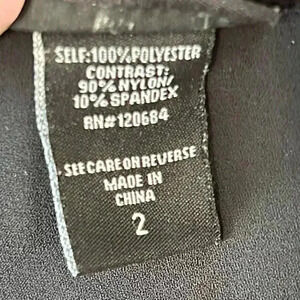 SELF:100%POLYESTER
CONTRAST:
90%NYLON/
10%SPANDEX
RN#120684
SEE CARE ON REVERSE
MADE IN
CHINA
2